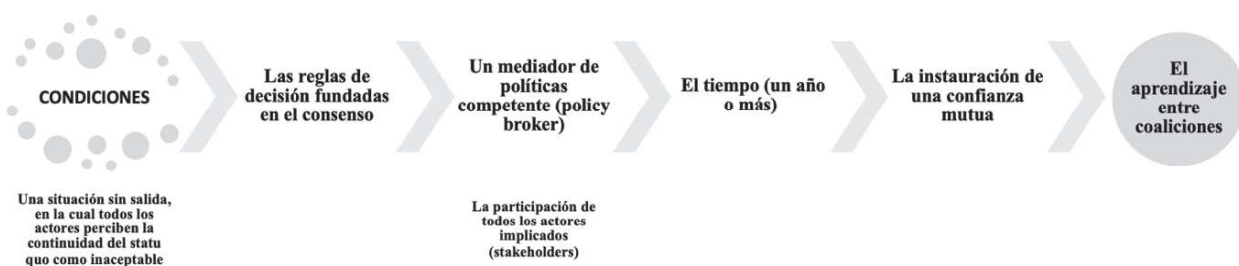 CONDICIONES
Una situación sin salida,
en la cual todos los
actores perciben la
continuidad del statu
quo como inaceptable
Las reglas de
decisión fundadas
en el consenso
Un mediador de
políticas
competente (policy
broker)
La participación de
todos los actores
implicados
(stakeholders)
El tiempo (un año
o más)
La instauración de
una confianza
mutua
El
aprendizaje
entre
coaliciones